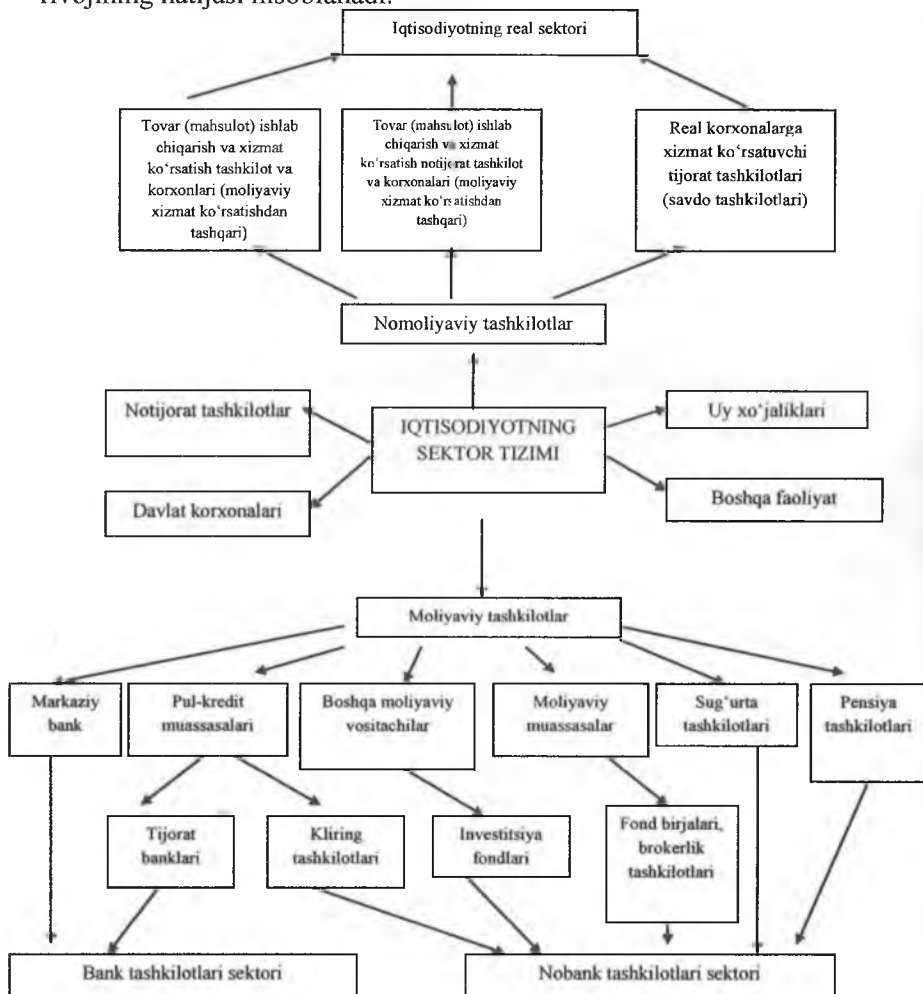 rivojining natijasi hisoblanadi.
Iqtisodiyotning real sektori
Tovar (mahsulot) ishlab
chiqarish va xizmat
ko‘rsatish tashkilot va
korxonlari (moliyaviy
xizmat ko‘rsatishdan
tashqari)
Tovar (mahsulot) ishlab
chiqarish va xizmat
ko‘rsatish notijorat tashkilot
va korxonalari (moliyaviy
xizmat ko‘rsatishdan
tashqari)
Real korxonalarga
xizmat ko‘rsatuvchi
tijorat tashkilotlari
(savdo tashkilotlari)
Nomoliyaviy tashkilotlar
Notijorat tashkilotlar
IQTISODIYOTNING
SEKTOR TIZIMI
Uy xo‘jaliklari
Davlat korxonalari
Boshqa faoliyat
Moliyaviy tashkilotlar
Markaziy
bank
Pul-kredit
muassasalari
Boshqa moliyaviy
vositachilar
Moliyaviy
muassasalar
Sug‘urta
tashkilotlari
Pensiya
tashkilotlari
Tijorat
banklari
Kliring
tashkilotlari
Investitsiya
fondlari
Fond birjalari,
brokerlik
tashkilotlari
Bank tashkilotlari sektori
Nobank tashkilotlari sektori